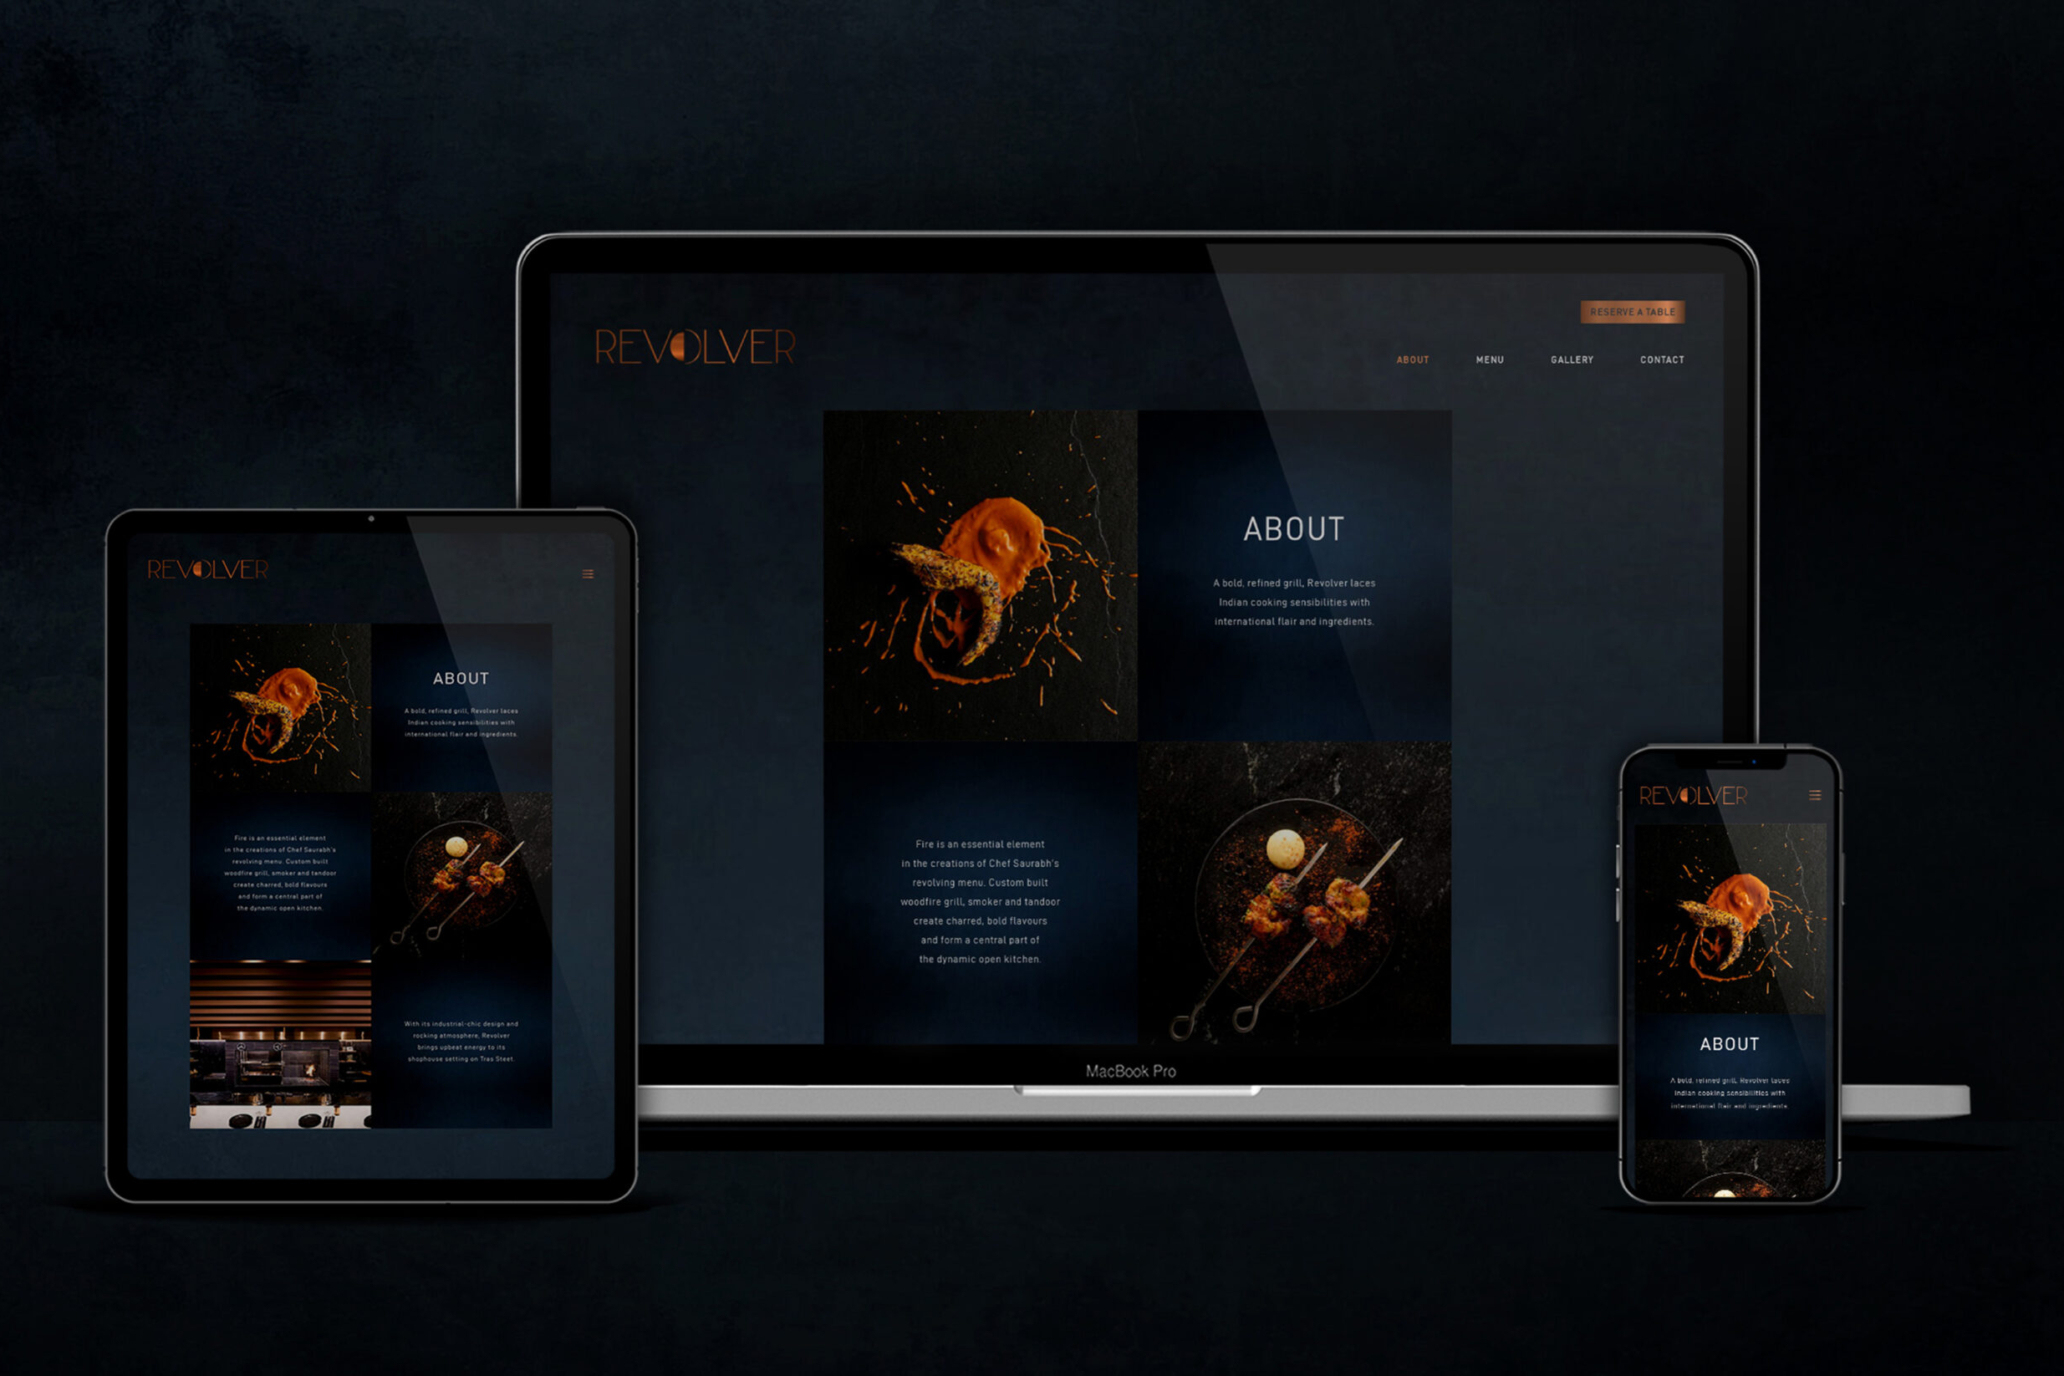 REVOLVER
RESERVE A TABLE
ABOUT
MENU
GALLERY
CONTACT
ABOUT
A bold, refined grill, Revolver laces
Indian cooking sensibilities with
international flair and ingredients.
Fire is an essential element
in the creations of Chef Saurabh's
revolving menu. Custom built
woodfire grill, smoker and tandoor
create charred, bold flavours
and form a central part of
the dynamic open kitchen.
MacBook Pro
REVOLVER
ABOUT
A bold, refined grill, Revolver laces
Indian cooking sensibilities with
international flair and ingredients.
Fire is an essential element
in the creations of Chef Saurabh's
revolving menu. Custom built
woodfire grill, smoker and tandoor
create charred, bold flavours
and form a central part of
the dynamic open kitchen.
With its industrial-chic design and
rocking atmosphere, Revolver
brings upbeat energy to its
shophouse setting on Tras Steet.
REVOLVER
ABOUT
A bold, refined grill, Revolver laces
Indian cooking sensibilities with
international flair and ingredients.